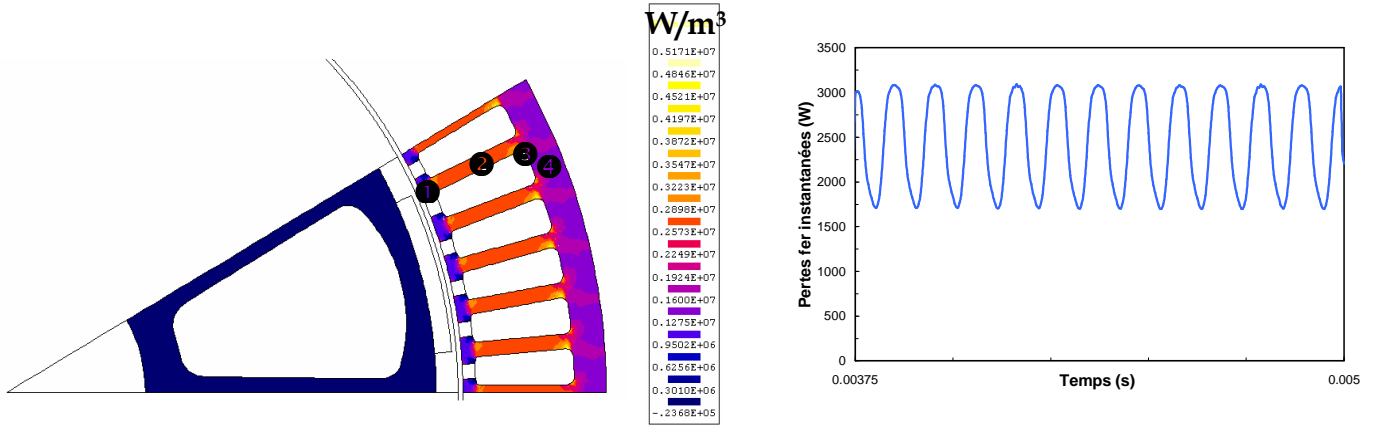 W/m³
0.5171E+07
0.4846E+07
0.4521E+07
0.4197E+07
0.3872E+07
0.3547E+07
0.3223E+07
0.2898E+07
0.2573E+07
0.2249E+07
0.1924E+07
0.1600E+07
0.1275E+07
0.9502E+06
0.6256E+06
0.3010E+06
-.2368E+05
1
2
3
4
Pertes fer instantanées (W)
3500
3000
2500
2000
1500
1000
500
0
0.00375
0.005
Temps (s)